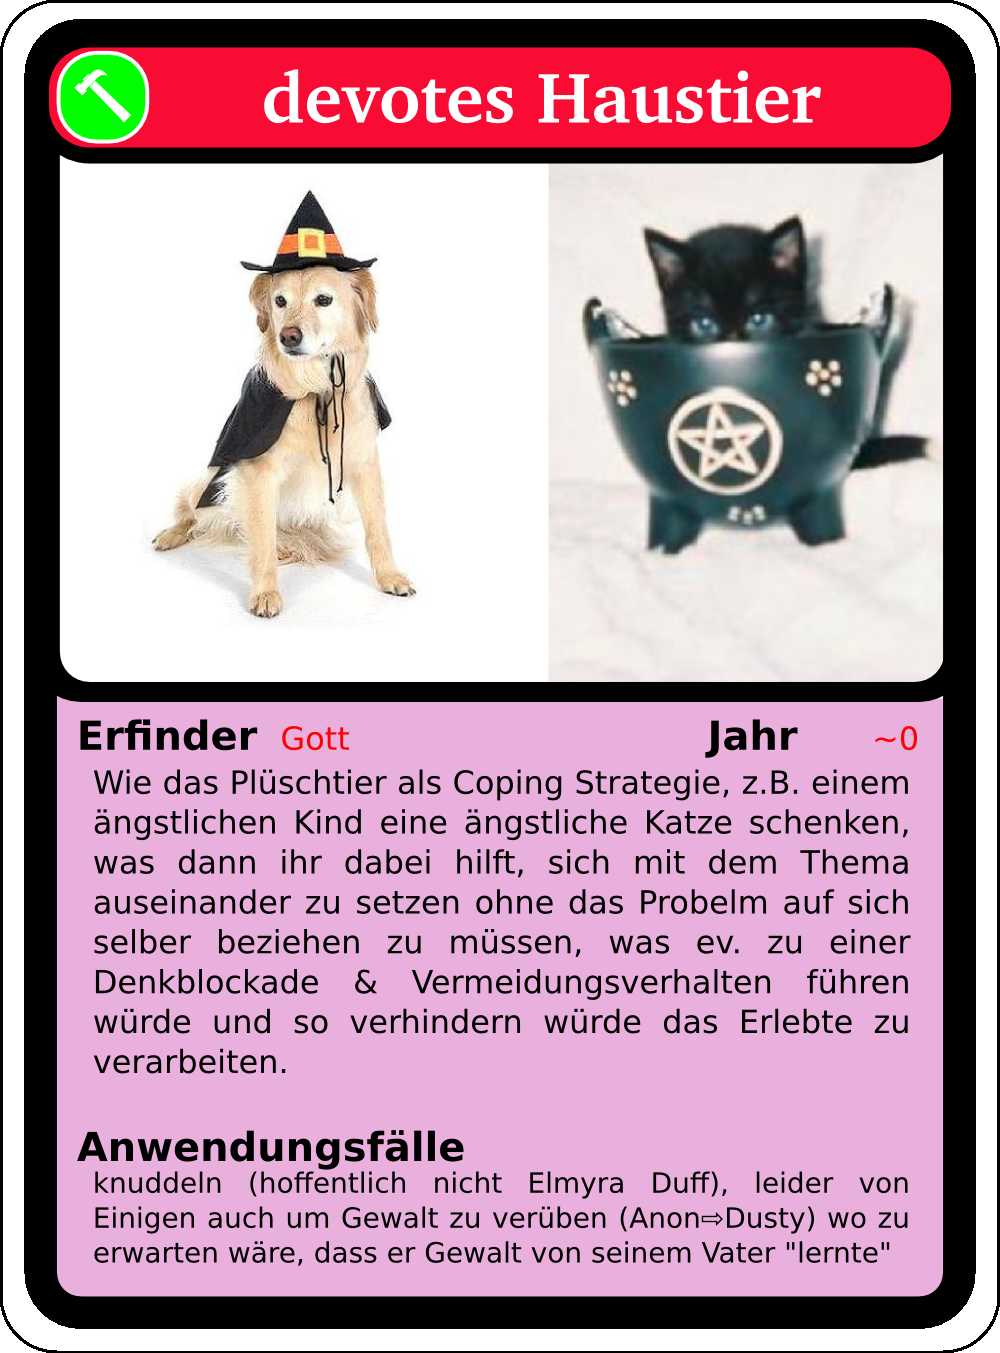 devotes Haustier
Erfinder Gott Jahr ~0
Wie das Plüschtier als Coping Strategie, z.B. einem
ängstlichen Kind eine ängstliche Katze schenken,
was dann ihr dabei hilft, sich mit dem Thema
auseinander zu setzen ohne das Probelm auf sich
selber beziehen zu müssen, was ev. zu einer
Denkblockade & Vermeidungsverhalten führen
würde und so verhindern würde das Erlebte zu
verarbeiten.
Anwendungsfälle
knuddeln (hoffentlich nicht Elmyra Duff), leider von
Einigen auch um Gewalt zu verüben (Anon⇨Dusty) wo zu
erwarten wäre, dass er Gewalt von seinem Vater "lernte"